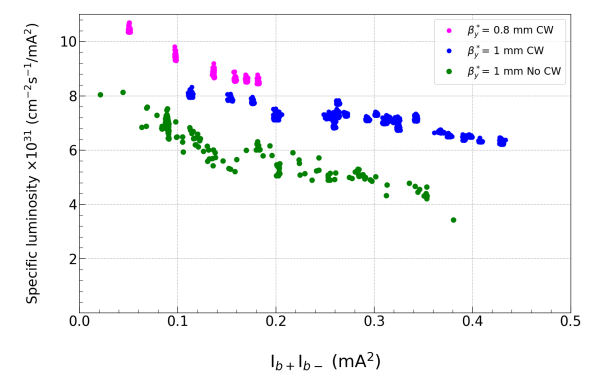 Specific luminosity ×10³¹ (cm⁻²s⁻¹/mA²)
10
8
6
4
2
β*y = 0.8 mm CW
β*y = 1 mm CW
β*y = 1 mm No CW
0.0 0.1 0.2 0.3 0.4 0.5
Ib+Ib− (mA²)